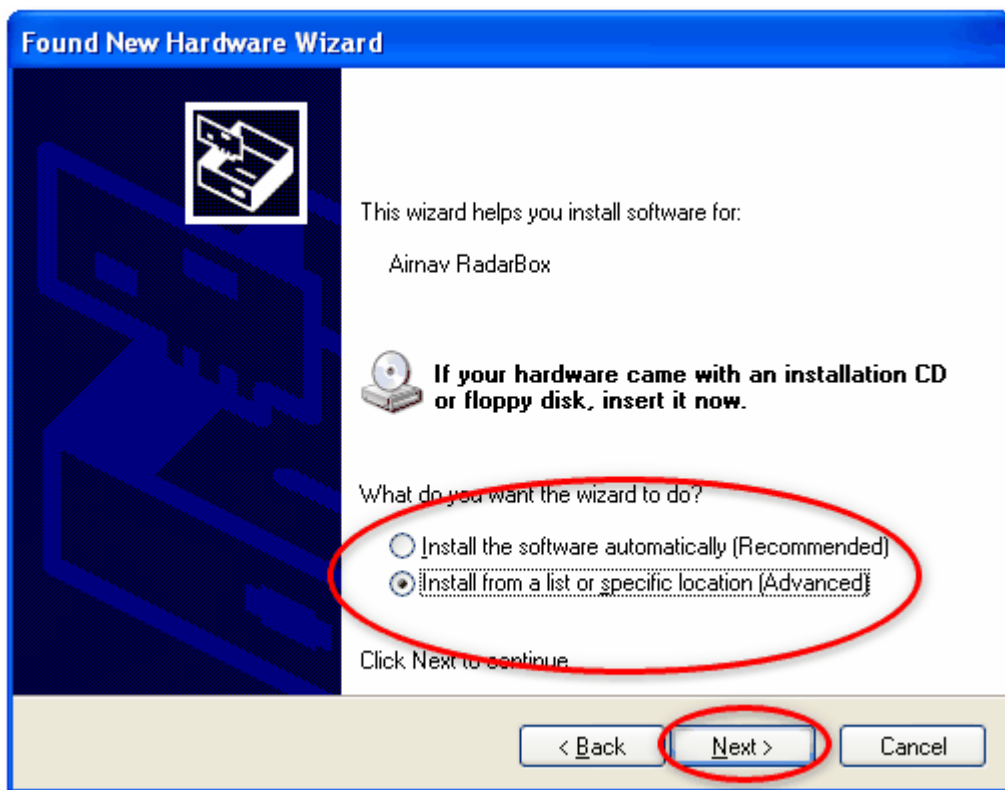 Found New Hardware Wizard
This wizard helps you install software for:
Airnav RadarBox
If your hardware came with an installation CD
or floppy disk, insert it now.
What do you want the wizard to do?
Install the software automatically (Recommended)
Install from a list or specific location (Advanced)
Click Next to continue.
< Back
Next >
Cancel